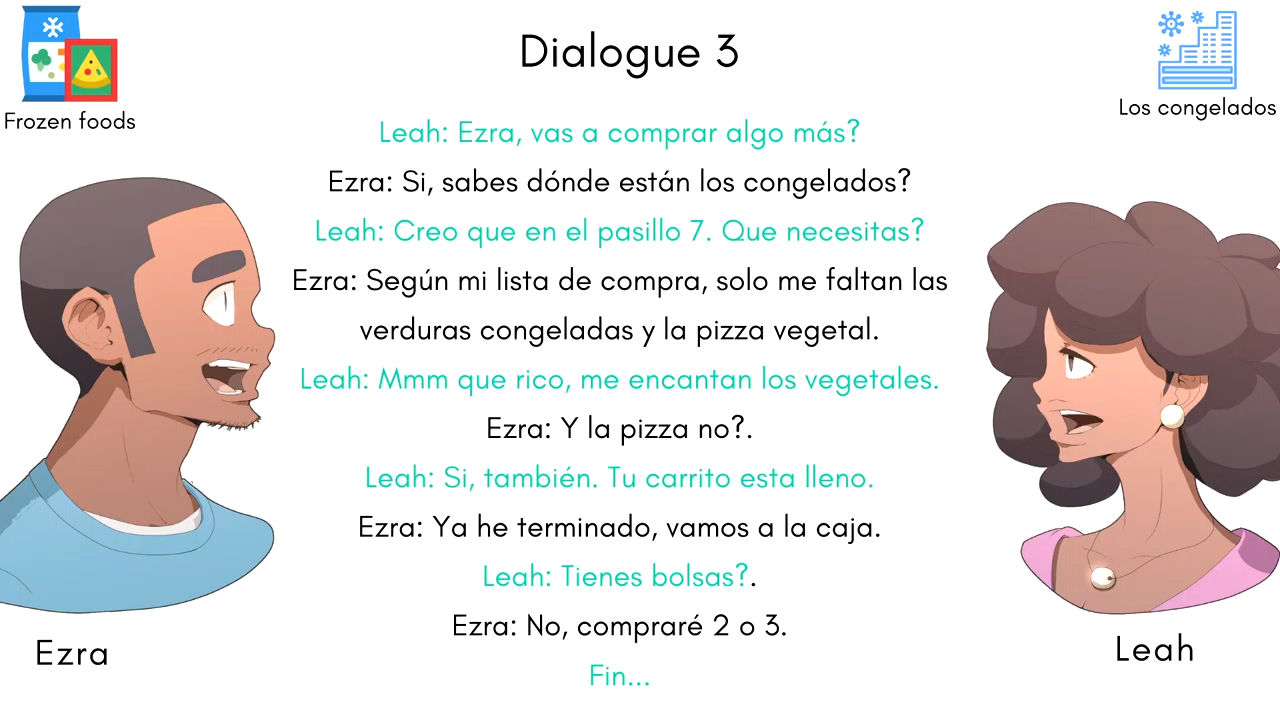 Dialogue 3
Frozen foods
Los congelados
Leah: Ezra, vas a comprar algo más?
Ezra: Si, sabes dónde están los congelados?
Leah: Creo que en el pasillo 7. Que necesitas?
Ezra: Según mi lista de compra, solo me faltan las
verduras congeladas y la pizza vegetal.
Leah: Mmm que rico, me encantan los vegetales.
Ezra: Y la pizza no?.
Leah: Si, también. Tu carrito esta lleno.
Ezra: Ya he terminado, vamos a la caja.
Leah: Tienes bolsas?.
Ezra: No, compraré 2 o 3.
Fin...
Ezra
Leah